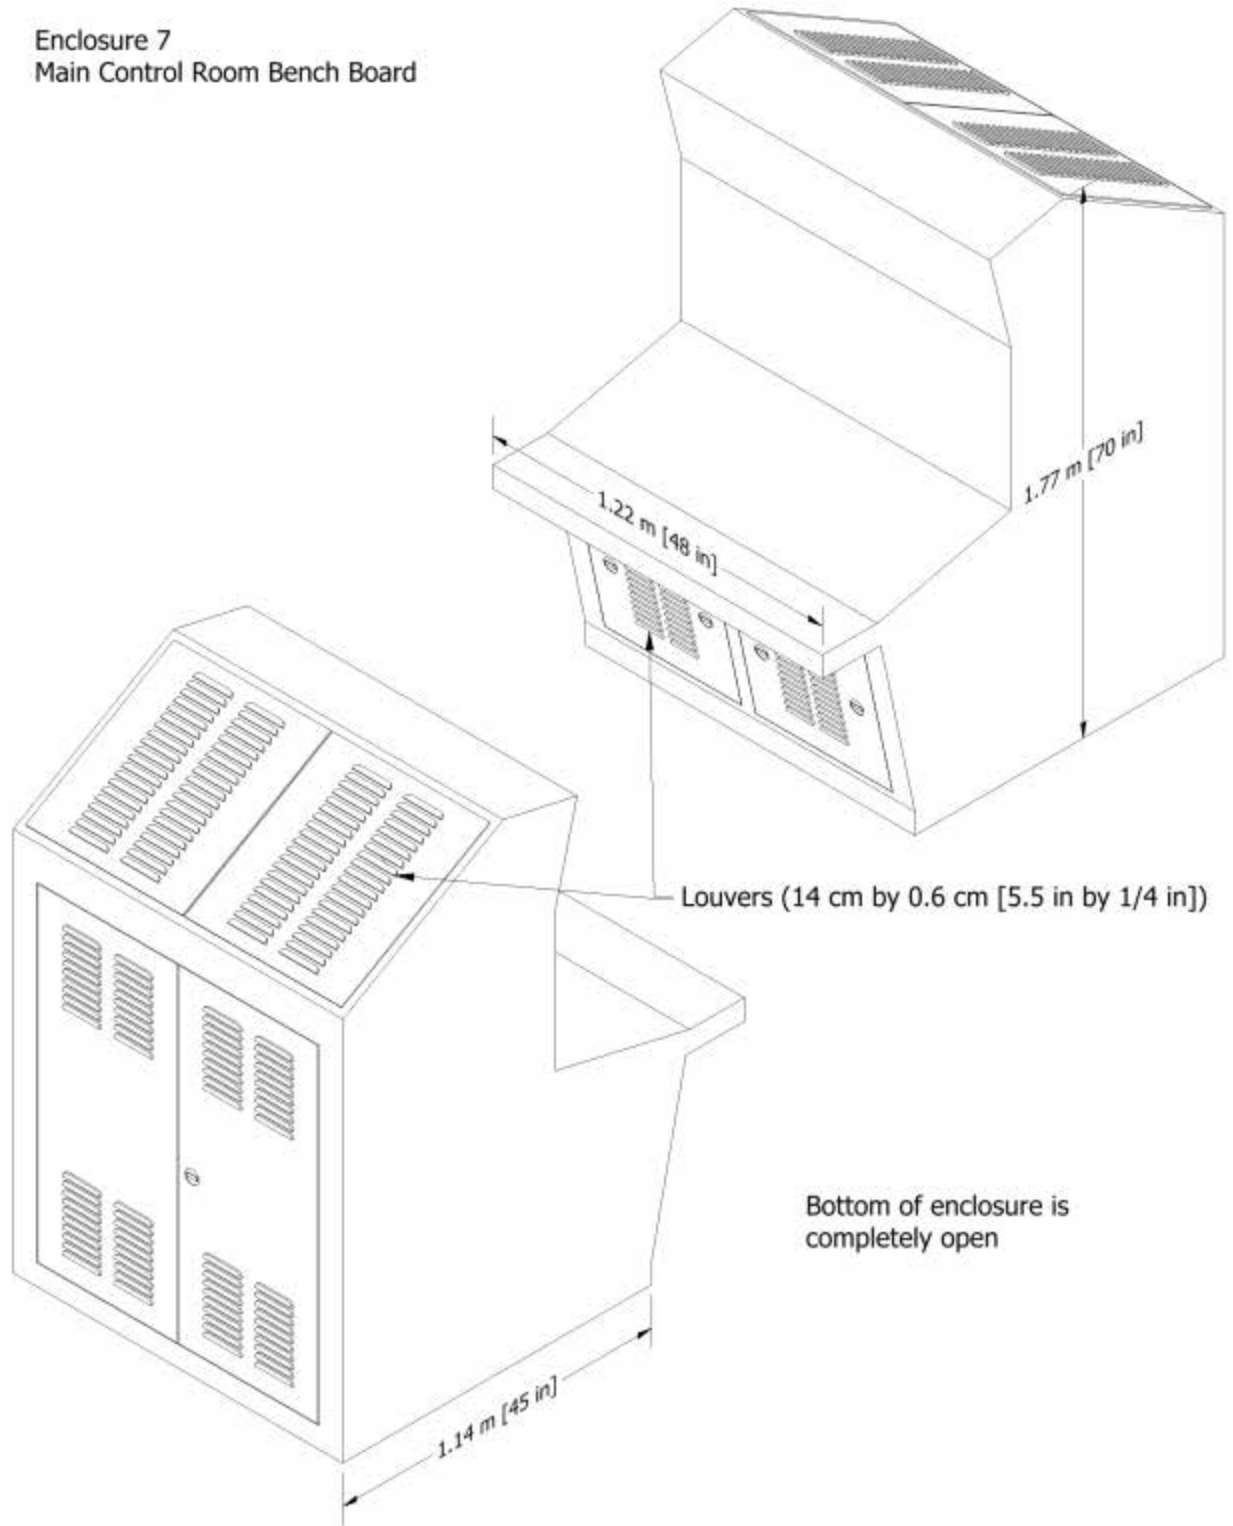 Enclosure 7
Main Control Room Bench Board
1.77 m [70 in]
1.22 m [48 in]
Louvers (14 cm by 0.6 cm [5.5 in by 1/4 in])
Bottom of enclosure is
completely open
1.14 m [45 in]